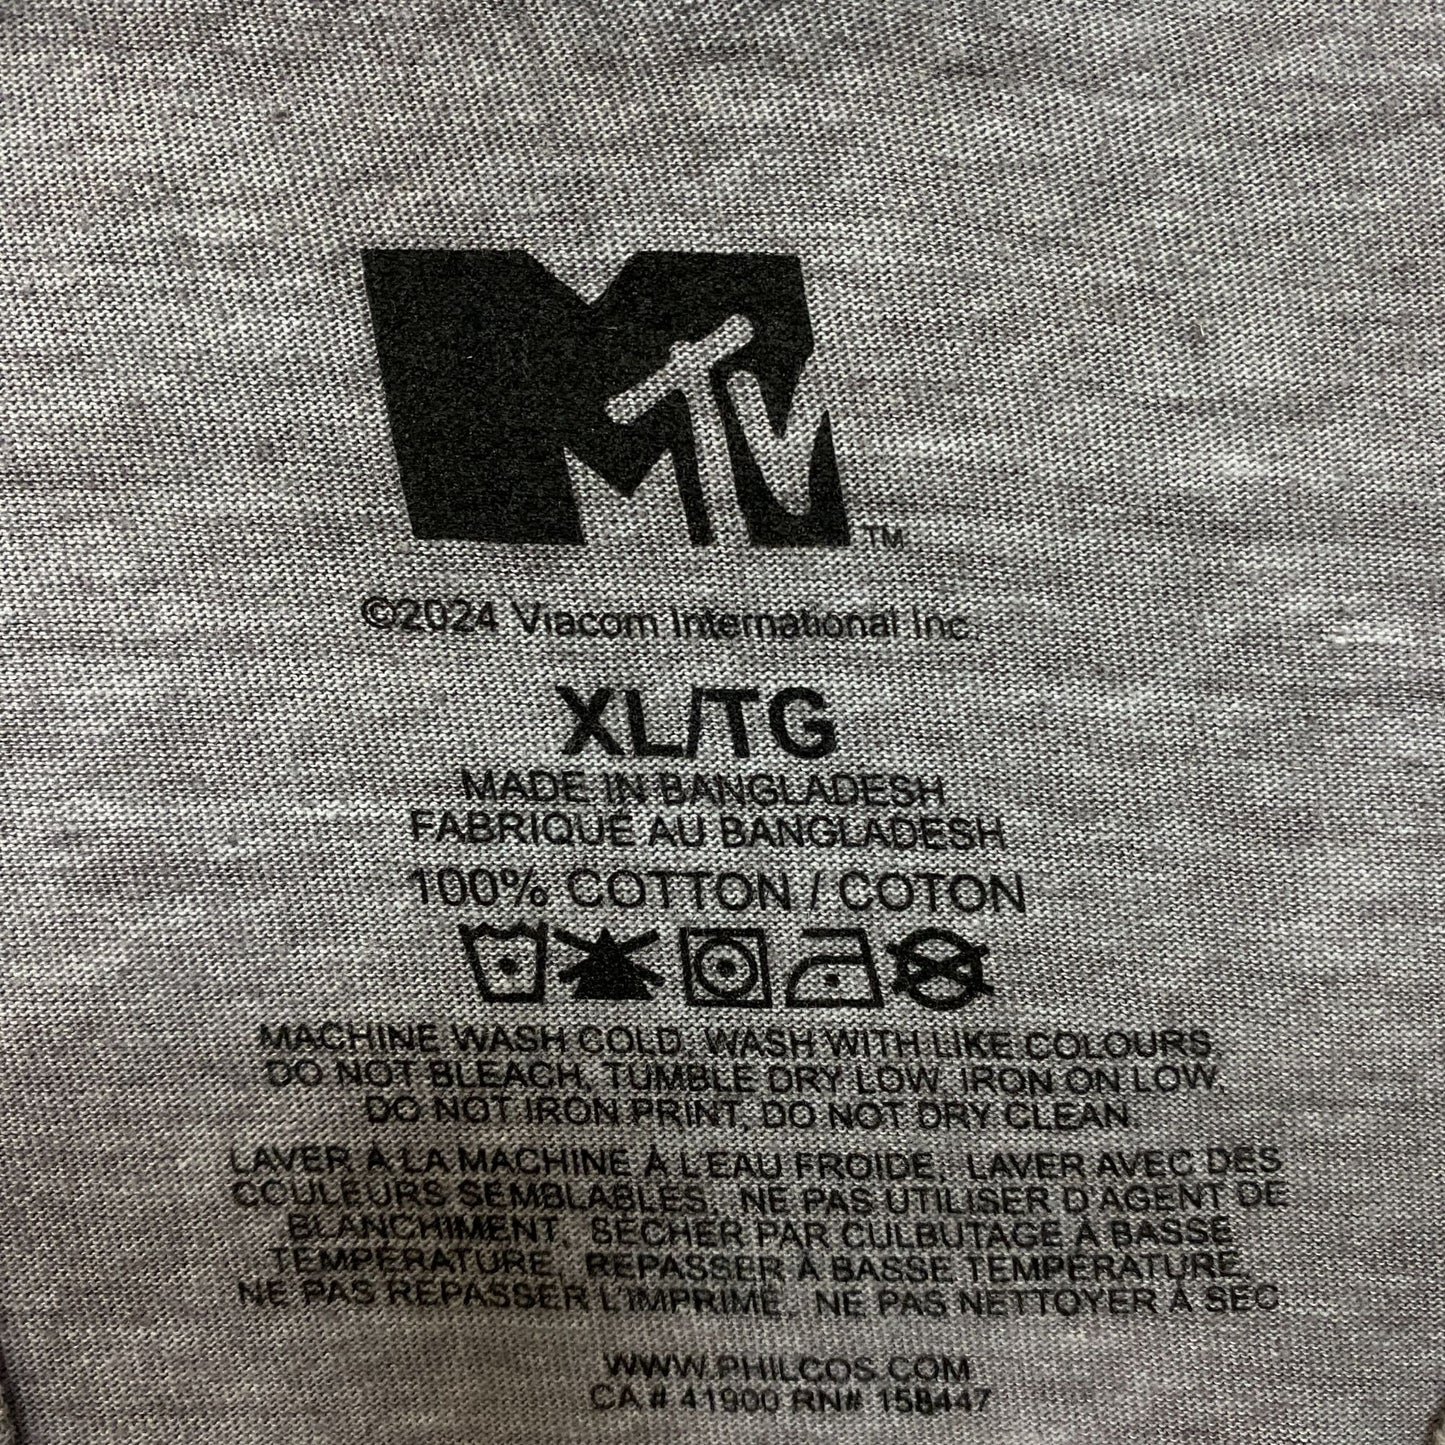 MTV™
©2024 Viacom International Inc.
XL/TG
MADE IN BANGLADESH
FABRIQUÉ AU BANGLADESH
100% COTTON / COTON
MACHINE WASH COLD, WASH WITH LIKE COLOURS,
DO NOT BLEACH, TUMBLE DRY LOW, IRON ON LOW,
DO NOT IRON PRINT, DO NOT DRY CLEAN.
LAVER À LA MACHINE À L'EAU FROIDE, LAVER AVEC DES
COULEURS SEMBLABLES, NE PAS UTILISER D'AGENT DE
BLANCHIMENT, SÉCHER PAR CULBUTAGE À BASSE
TEMPÉRATURE, REPASSER À BASSE TEMPÉRATURE,
NE PAS REPASSER L'IMPRIMÉ, NE PAS NETTOYER À SEC
WWW.PHILCOS.COM
CA # 41900 RN# 158447